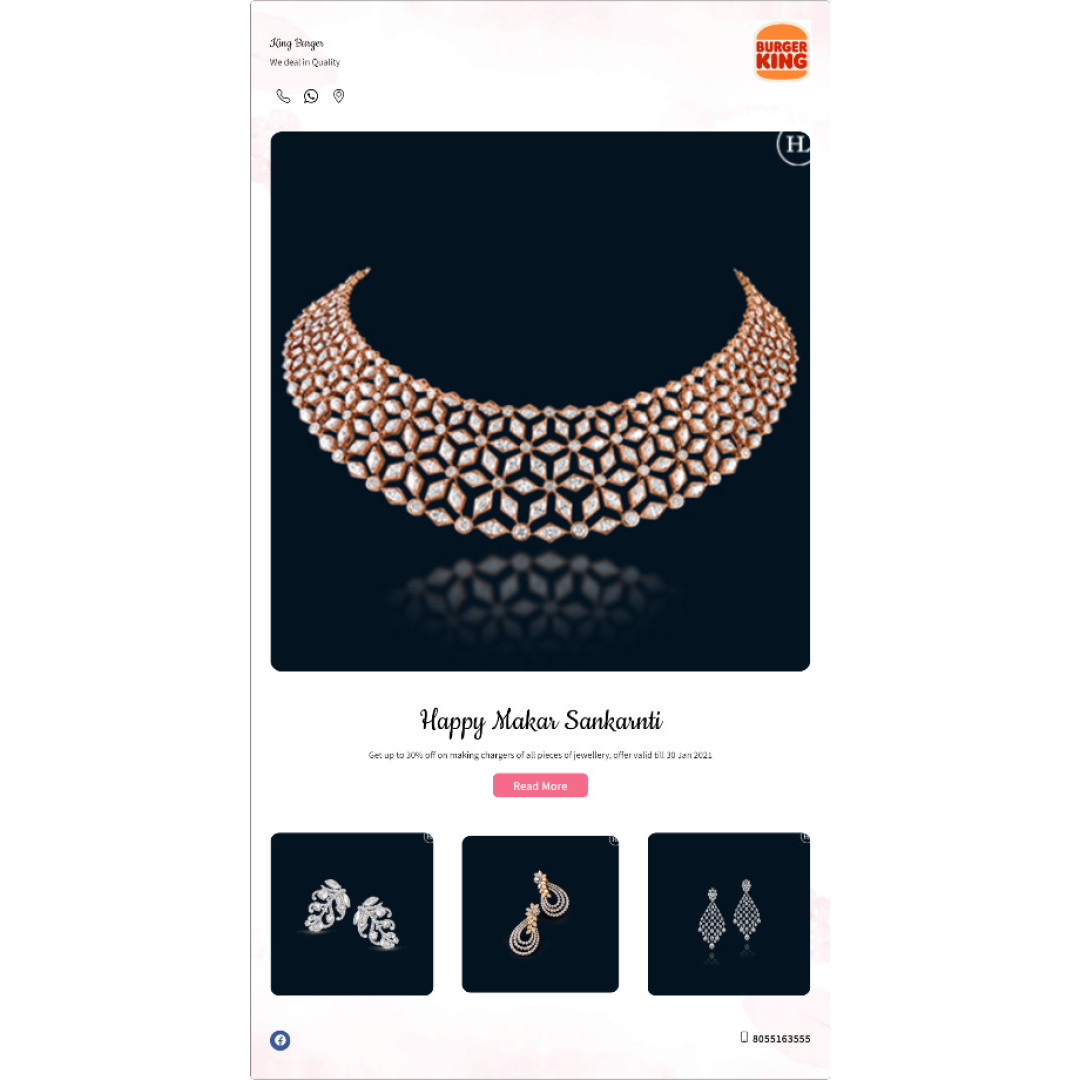 King Burger
We deal in Quality
BURGER
KING
HL
Happy Makar Sankarnti
Get up to 30% off on making chargers of all pieces of jewellery, offer valid till 30 Jan 2021
Read More
8055163555